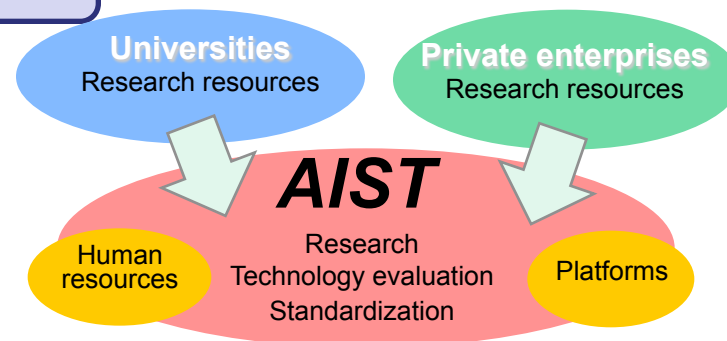 Universities
Research resources
Private enterprises
Research resources
AIST
Research
Technology evaluation
Standardization
Human
resources
Platforms